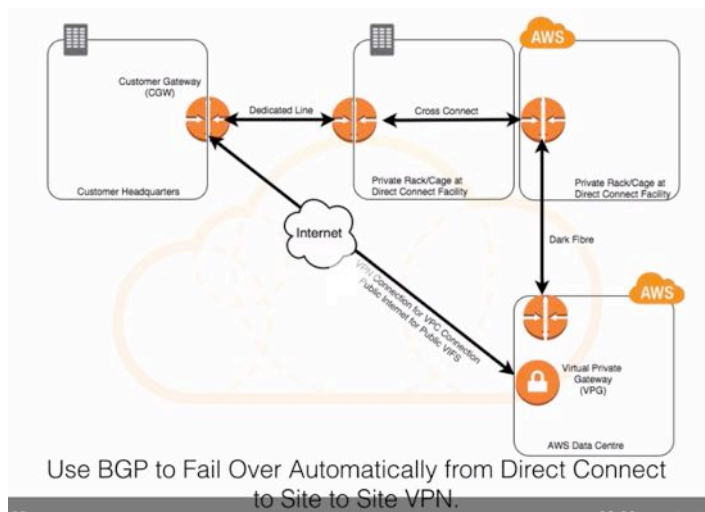 AWS
Customer Gateway
(CGW)
Dedicated Line
Cross Connect
Customer Headquarters
Private Rack/Cage at
Direct Connect Facility
Private Rack/Cage at
Direct Connect Facility
Internet
Dark Fibre
VPN Connection for VPC Connection
Public Internet for Public VIFS
AWS
Virtual Private
Gateway
(VPG)
AWS Data Centre
Use BGP to Fail Over Automatically from Direct Connect
to Site to Site VPN.